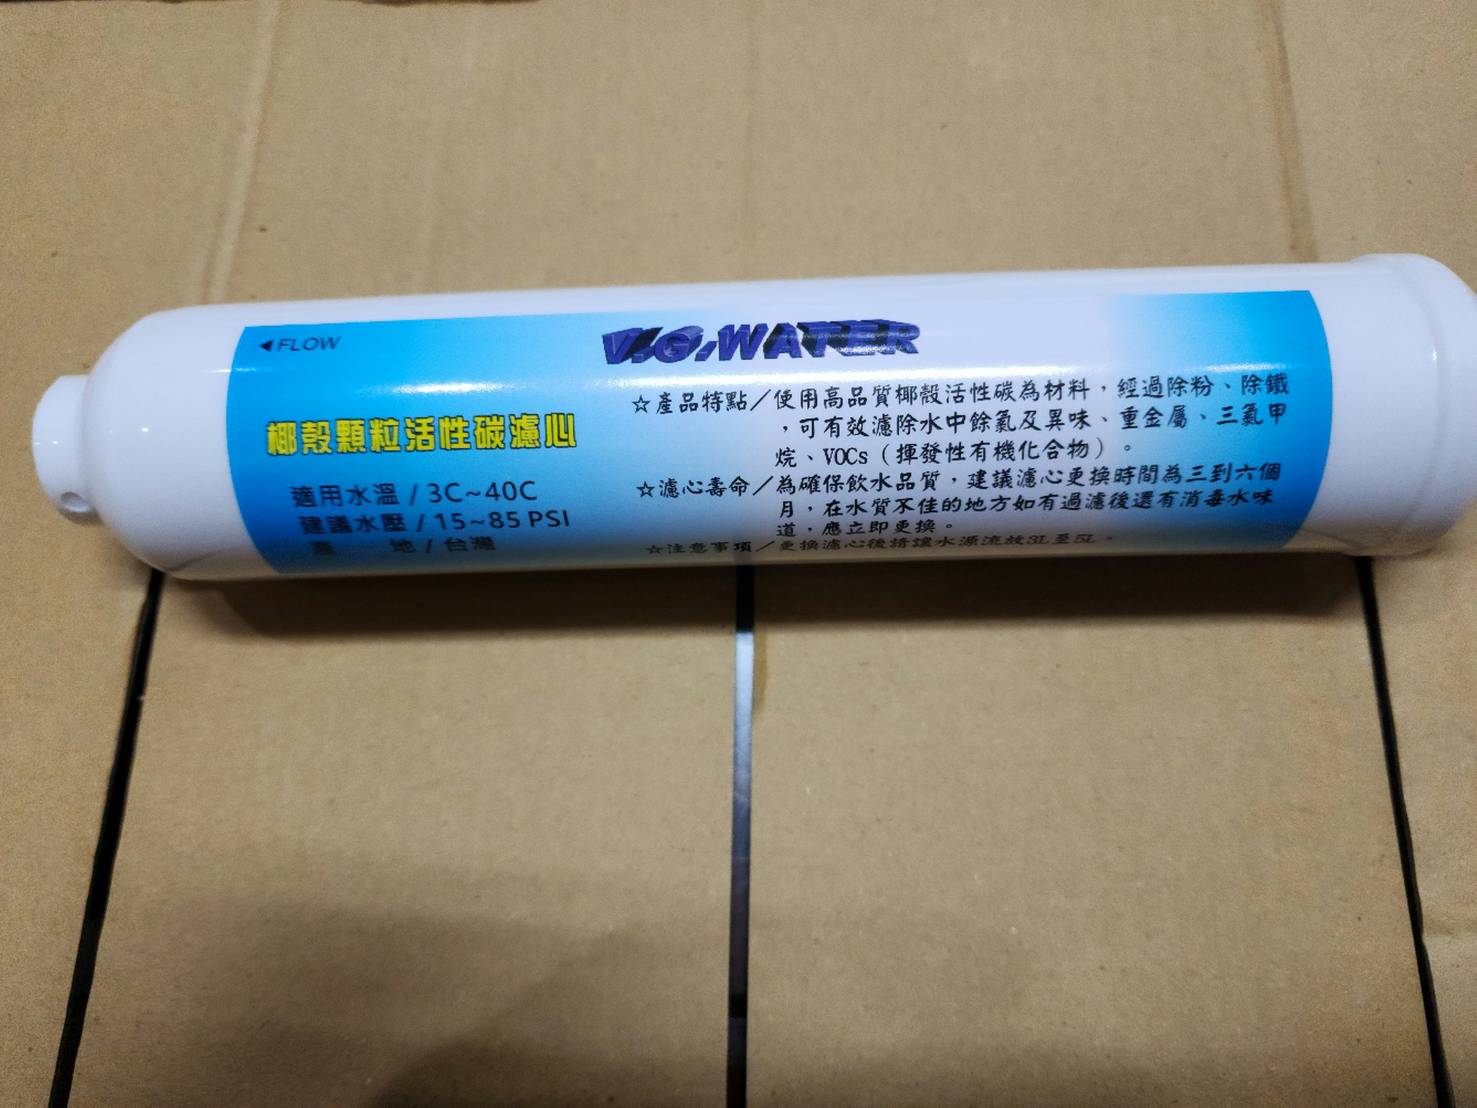 ◀FLOW
V.G.WATER
椰殼顆粒活性碳濾心
適用水溫 / 3C~40C
建議水壓 / 15~85 PSI
產 地 / 台灣
☆產品特點／使用高品質椰殼活性碳為材料，經過除粉、除鐵
，可有效濾除水中餘氯及異味、重金屬、三氯甲
烷、VOCs（揮發性有機化合物）。
☆濾心壽命／為確保飲水品質，建議濾心更換時間為三到六個
月，在水質不佳的地方如有過濾後還有消毒水味
道，應立即更換。
☆注意事項／更換濾心後請讓水源流放3L至5L。